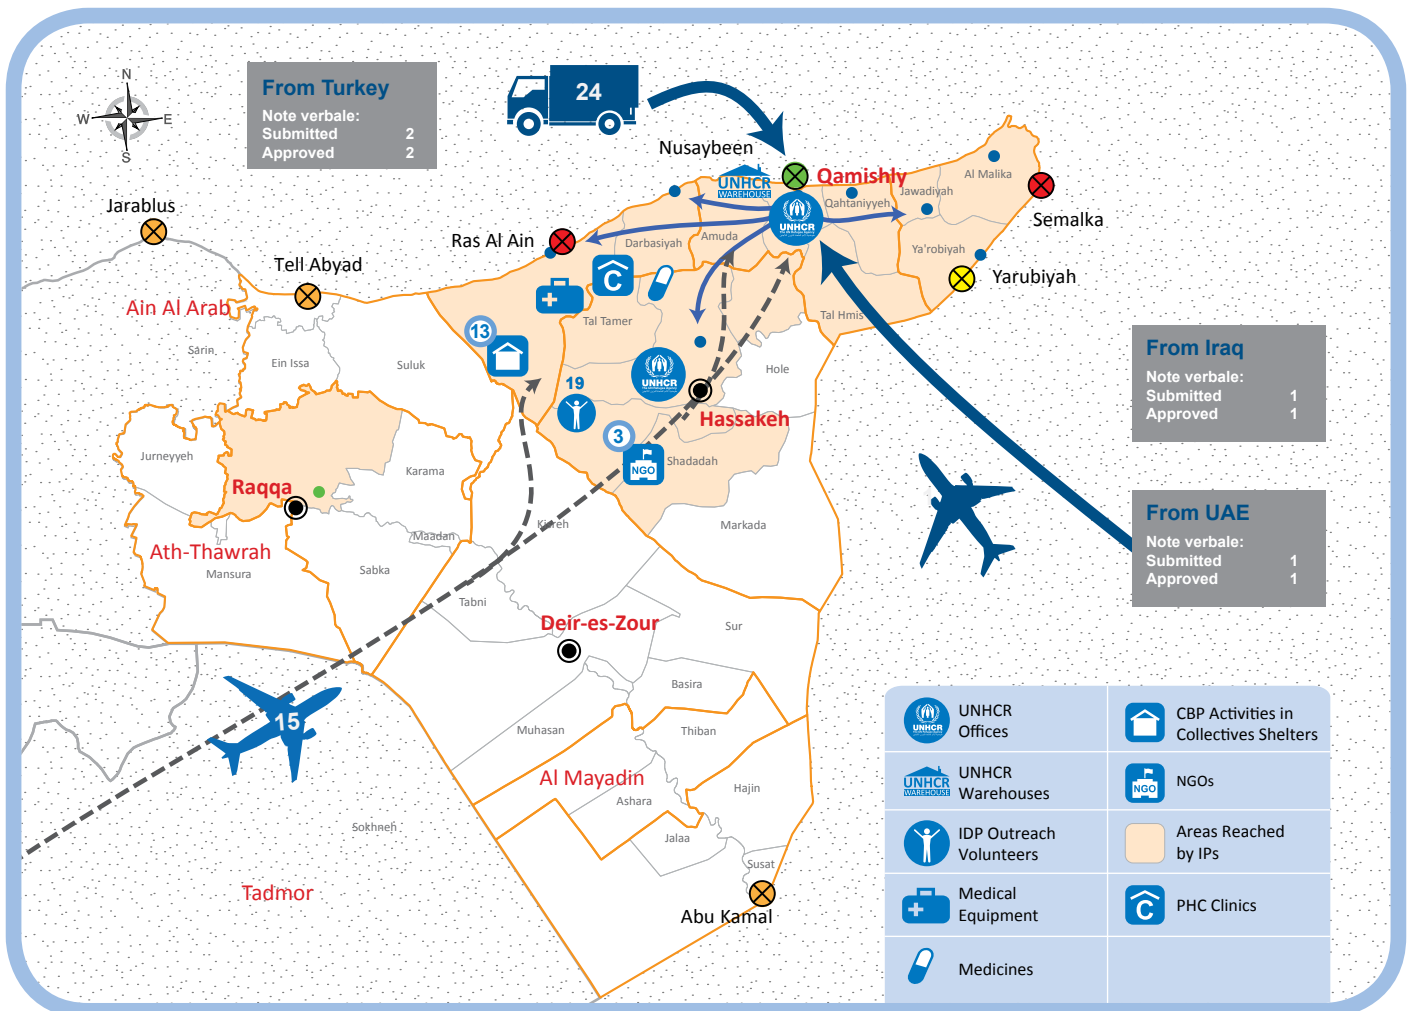 N
W E
S
From Turkey
Note verbale:
Submitted 2
Approved 2
24
Nusaybeen
UNHCR
WAREHOUSE
Qamishly
Al Malika
Jawadiyah
Qahtaniyyeh
Semalka
Jarablus
Ras Al Ain
Darbasiyah
Amuda
UNHCR
Ya'robiyah
Yarubiyah
Tell Abyad
C
Ain Al Arab
Tal Tamer
Tal Hmis
Sarin
Ein Issa
Suluk
13
UNHCR
Hole
19
Hassakeh
3
NGO
Shadadah
From Iraq
Note verbale:
Submitted 1
Approved 1
Jurneyyeh
Karama
Raqqa
Markada
Kisreh
Maadan
From UAE
Note verbale:
Submitted 1
Approved 1
Ath-Thawrah
Mansura
Sabka
Tabni
Deir-es-Zour
Sur
Basira
15
Muhasan
Thiban
Al Mayadin
Ashara
Hajin
Sokhneh
Jalaa
Susat
Tadmor
Abu Kamal
UNHCR
UNHCR
Offices
CBP Activities in
Collectives Shelters
UNHCR
WAREHOUSE
UNHCR
Warehouses
NGO
NGOs
IDP Outreach
Volunteers
Areas Reached
by IPs
Medical
Equipment
C
PHC Clinics
Medicines